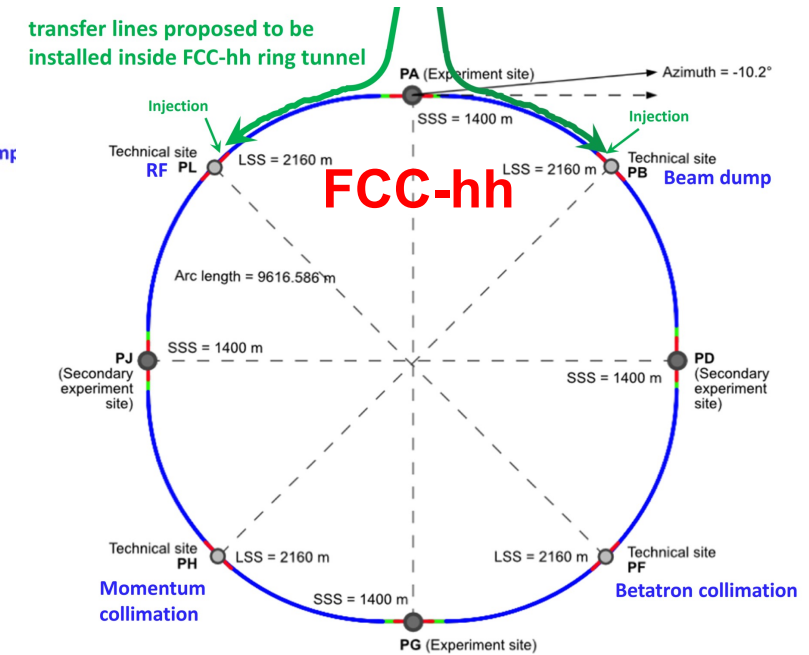 transfer lines proposed to be
installed inside FCC-hh ring tunnel
PA (Experiment site)
Azimuth = -10.2°
Injection
SSS = 1400 m
Injection
Technical site
PL
RF
LSS = 2160 m
FCC-hh
LSS = 2160 m
Technical site
PB
Beam dump
Arc length = 9616.586 m
PJ
(Secondary
experiment
site)
SSS = 1400 m
SSS = 1400 m
PD
(Secondary
experiment
site)
Technical site
PH
LSS = 2160 m
Momentum
collimation
LSS = 2160 m
Technical site
PF
Betatron collimation
SSS = 1400 m
PG (Experiment site)